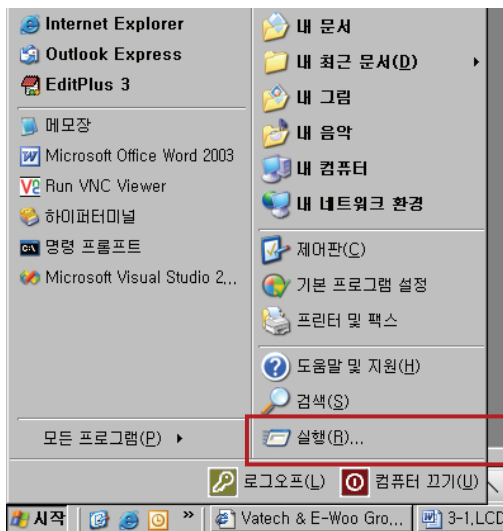 Internet Explorer
Outlook Express
EditPlus 3
메모장
Microsoft Office Word 2003
Run VNC Viewer
하이퍼터미널
명령 프롬프트
Microsoft Visual Studio 2...
모든 프로그램(P)
내 문서
내 최근 문서(D)
내 그림
내 음악
내 컴퓨터
내 네트워크 환경
제어판(C)
기본 프로그램 설정
프린터 및 팩스
도움말 및 지원(H)
검색(S)
실행(R)...
로그오프(L) 컴퓨터 끄기(U)
시작 » Vatech & E-Woo Gro... 3-1.LCD